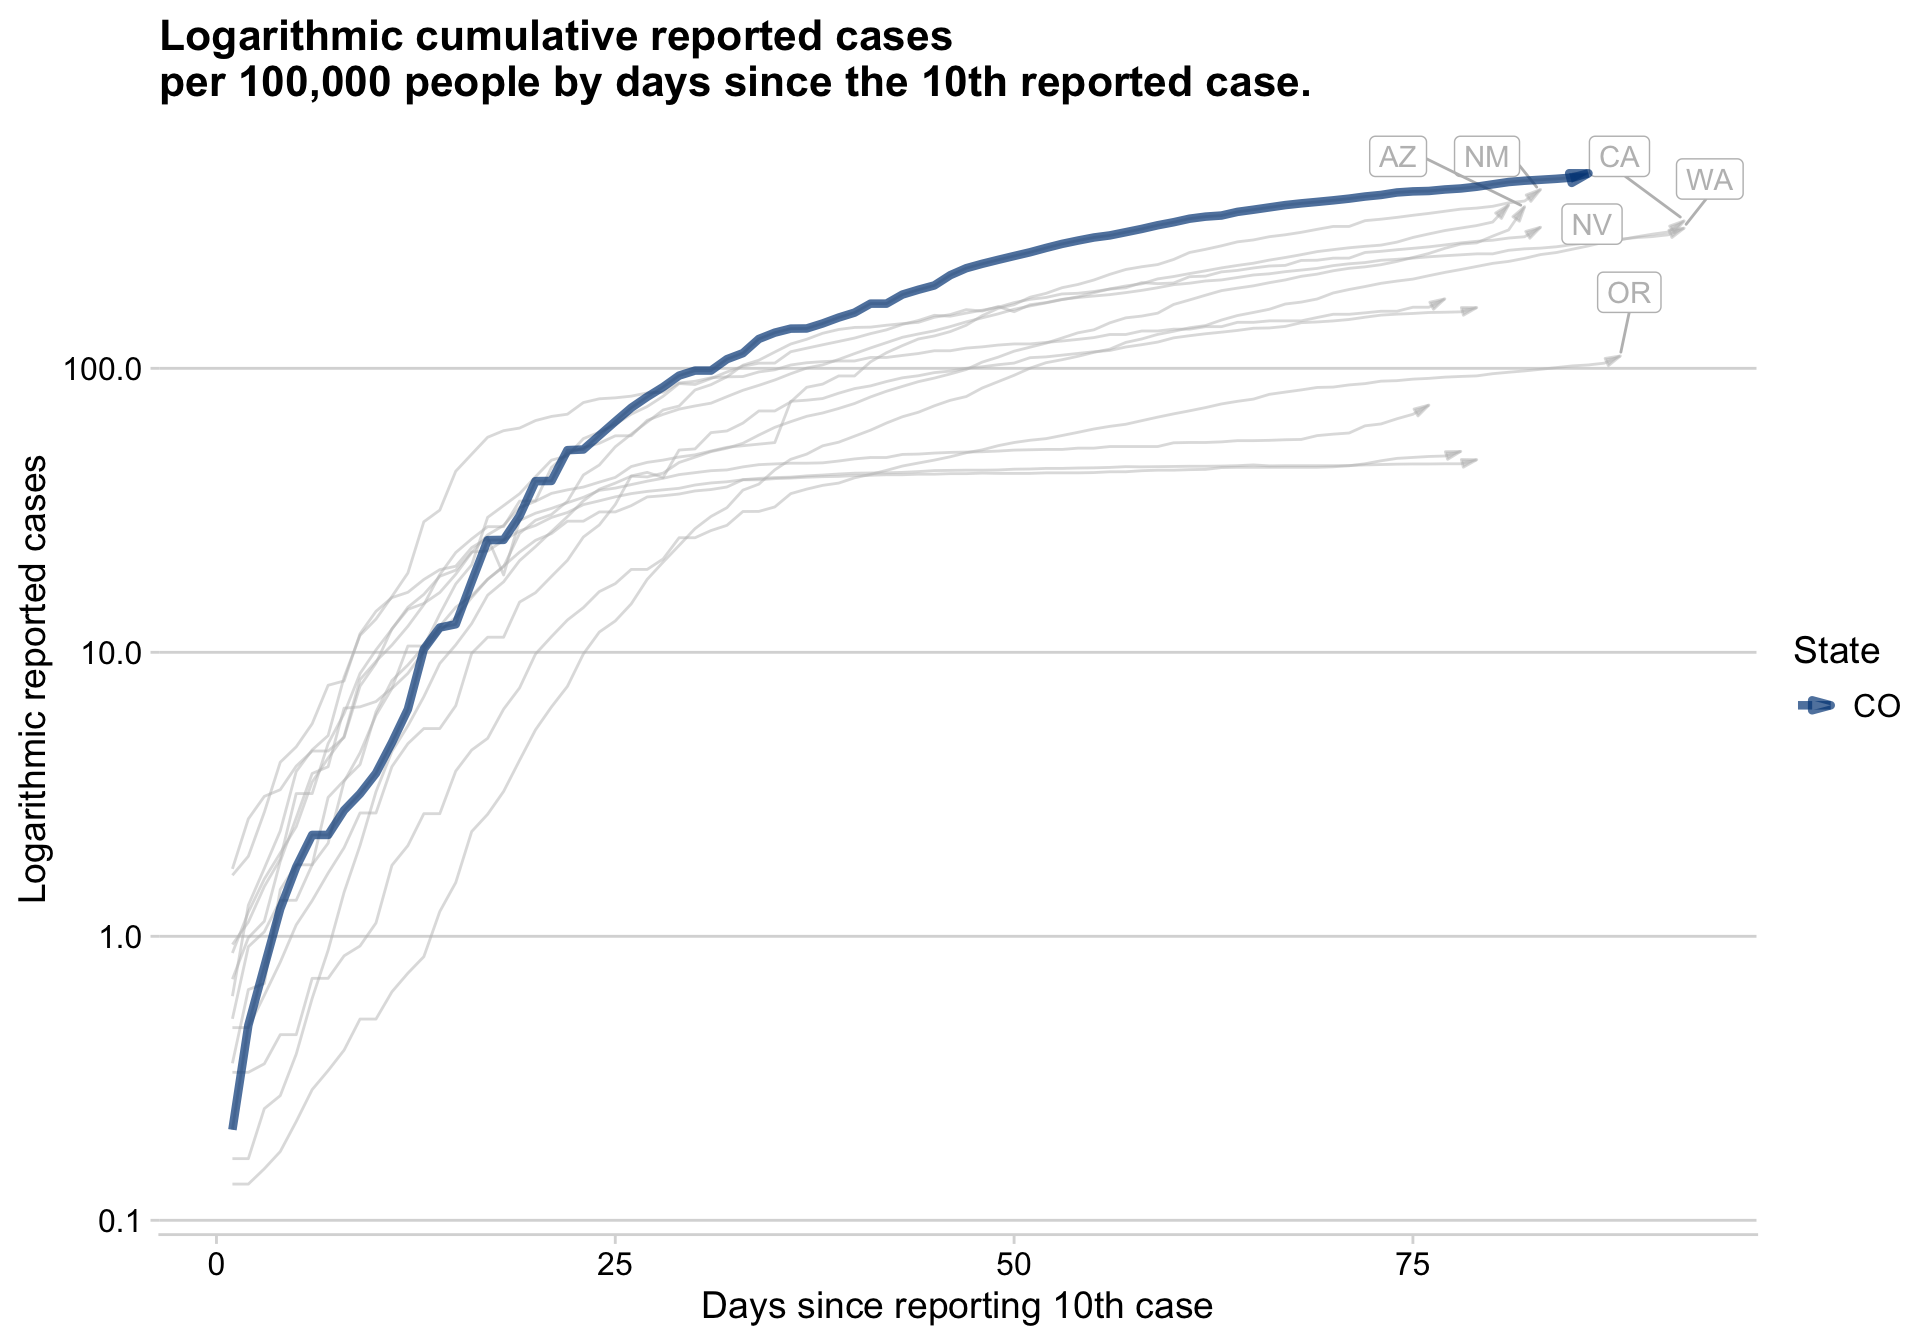 Logarithmic cumulative reported cases
per 100,000 people by days since the 10th reported case.
AZ
NM
CA
WA
NV
OR
100.0
10.0
1.0
0.1
Logarithmic reported cases
0
25
50
75
Days since reporting 10th case
State
CO